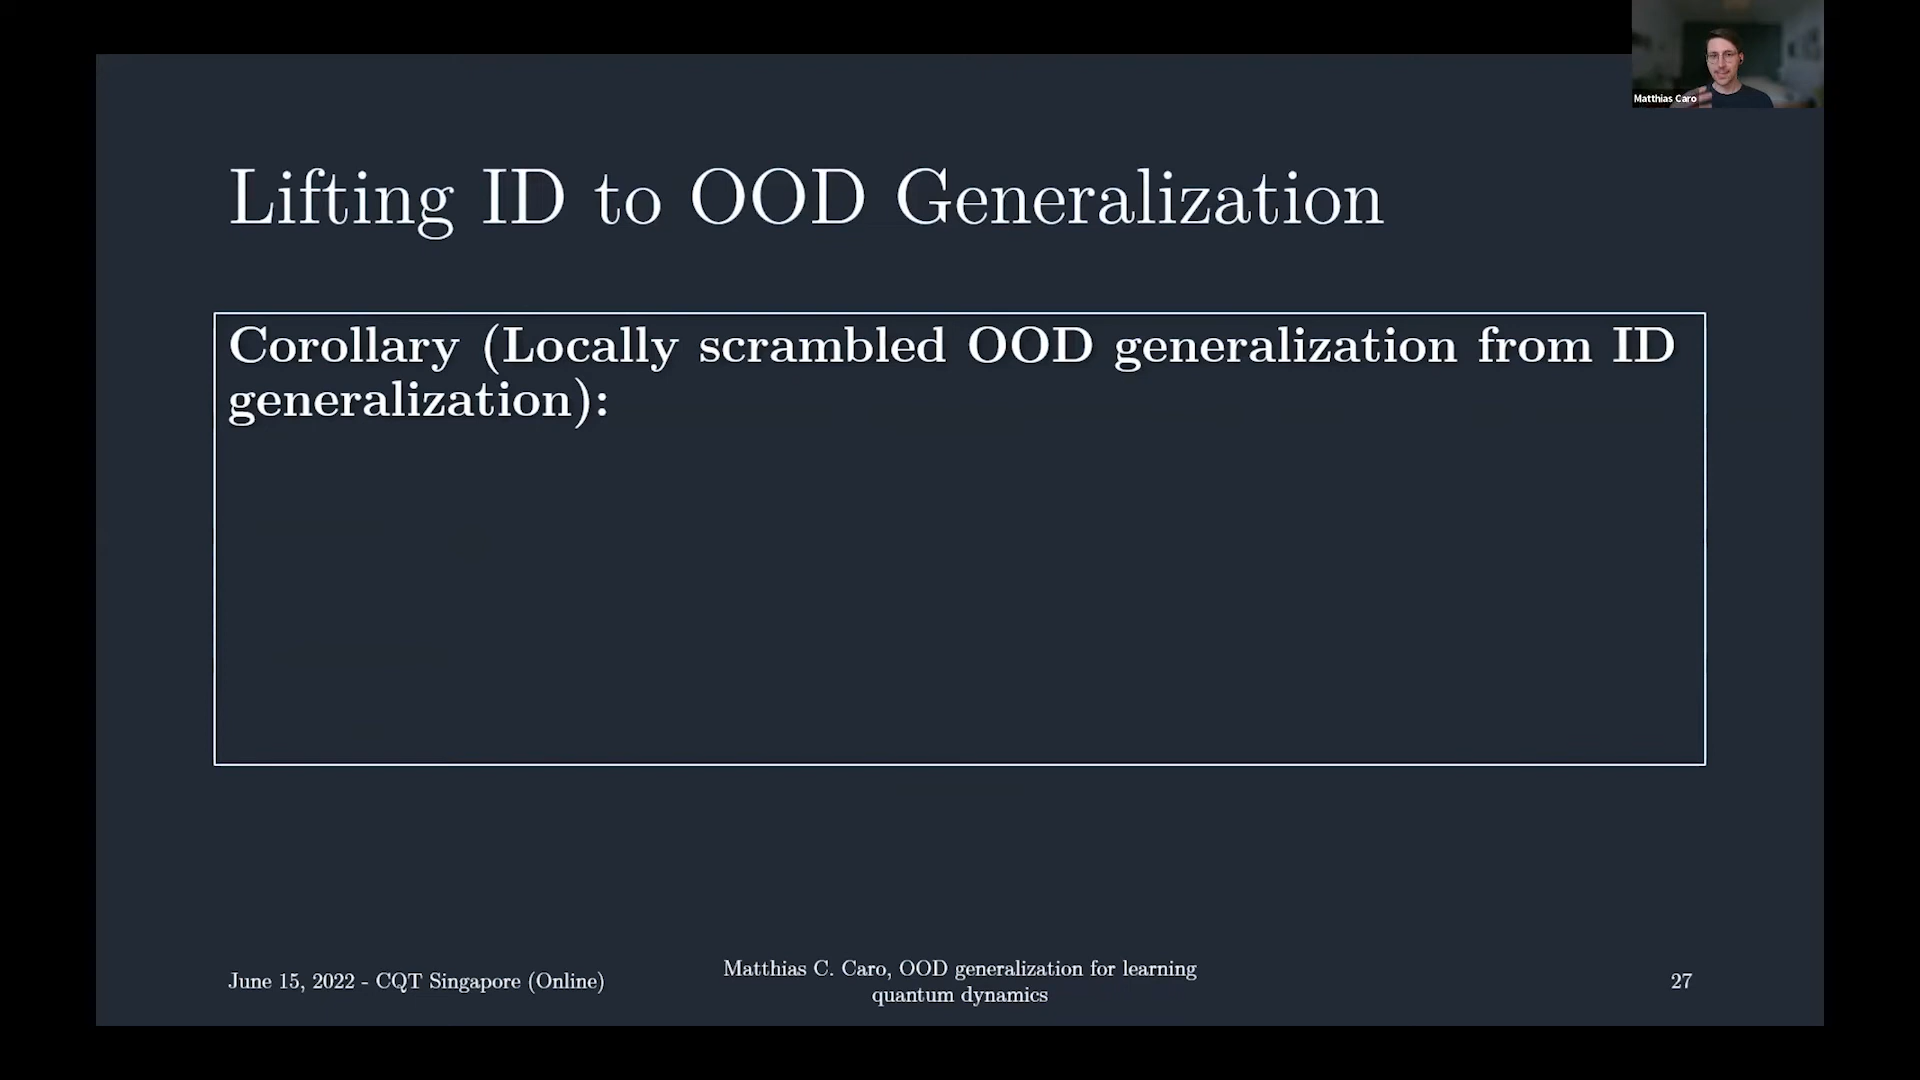 Matthias Caro
Lifting ID to OOD Generalization
Corollary (Locally scrambled OOD generalization from ID
generalization):
June 15, 2022 - CQT Singapore (Online)
Matthias C. Caro, OOD generalization for learning
quantum dynamics
27